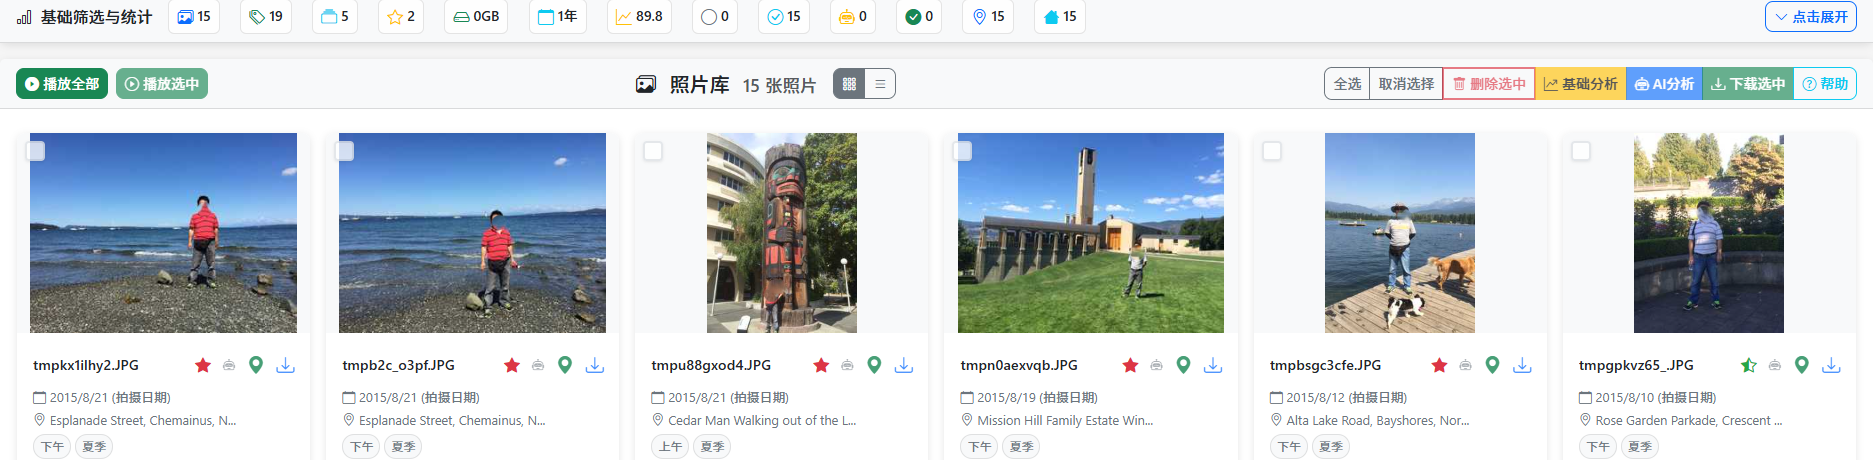 基础筛选与统计 15 19 5 2 0GB 1年 89.8 0 15 0 0 15 15 点击展开
播放全部 播放选中 照片库 15 张照片 全选 取消选择 删除选中 基础分析 AI分析 下载选中 帮助
tmpkx1ilhy2.JPG tmpb2c_o3pf.JPG tmpu88gxod4.JPG tmpn0aexvqb.JPG tmpbsgc3cfe.JPG tmpgpkvz65_.JPG
2015/8/21 (拍摄日期) 2015/8/21 (拍摄日期) 2015/8/21 (拍摄日期) 2015/8/19 (拍摄日期) 2015/8/12 (拍摄日期) 2015/8/10 (拍摄日期)
Esplanade Street, Chemainus, N... Esplanade Street, Chemainus, N... Cedar Man Walking out of the L... Mission Hill Family Estate Win... Alta Lake Road, Bayshores, Nor... Rose Garden Parkade, Crescent ...
下午 夏季 下午 夏季 上午 夏季 下午 夏季 下午 夏季 下午 夏季